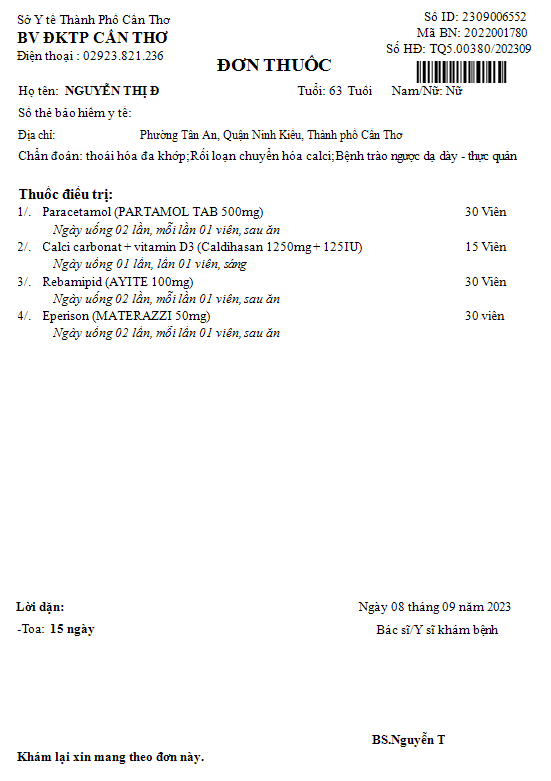 Sở Y tế Thành Phố Cần Thơ
Số ID: 2309006552
BV ĐKTP CẦN THƠ
Mã BN: 2022001780
Điện thoại : 02923.821.236
Số HĐ: TQ5.00380/202309
ĐƠN THUỐC
Họ tên: NGUYỄN THỊ Đ Tuổi: 63 Tuổi Nam/Nữ: Nữ
Số thẻ bảo hiểm y tế:
Địa chỉ: Phường Tân An, Quận Ninh Kiều, Thành phố Cần Thơ
Chẩn đoán: thoái hóa đa khớp;Rối loạn chuyển hóa calci;Bệnh trào ngược dạ dày - thực quản
Thuốc điều trị:
1/. Paracetamol (PARTAMOL TAB 500mg) 30 Viên
Ngày uống 02 lần, mỗi lần 01 viên, sau ăn
2/. Calci carbonat + vitamin D3 (Caldihasan 1250mg + 125IU) 15 Viên
Ngày uống 01 lần, lần 01 viên, sáng
3/. Rebamipid (AYITE 100mg) 30 Viên
Ngày uống 02 lần, mỗi lần 01 viên, sau ăn
4/. Eperison (MATERAZZI 50mg) 30 viên
Ngày uống 02 lần, mỗi lần 01 viên, sau ăn
Lời dặn: Ngày 08 tháng 09 năm 2023
-Toa: 15 ngày Bác sĩ/Y sĩ khám bệnh
BS.Nguyễn T
Khám lại xin mang theo đơn này.